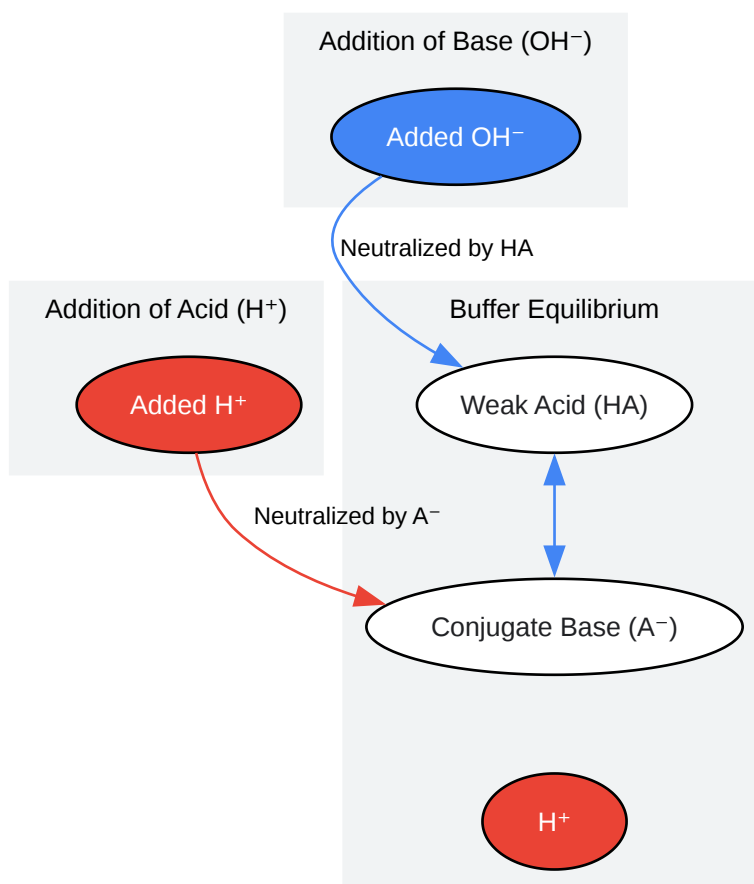 Addition of Base (OH⁻)
Added OH⁻
Neutralized by HA
Addition of Acid (H⁺)
Added H⁺
Neutralized by A⁻
Buffer Equilibrium
Weak Acid (HA)
Conjugate Base (A⁻)
H⁺